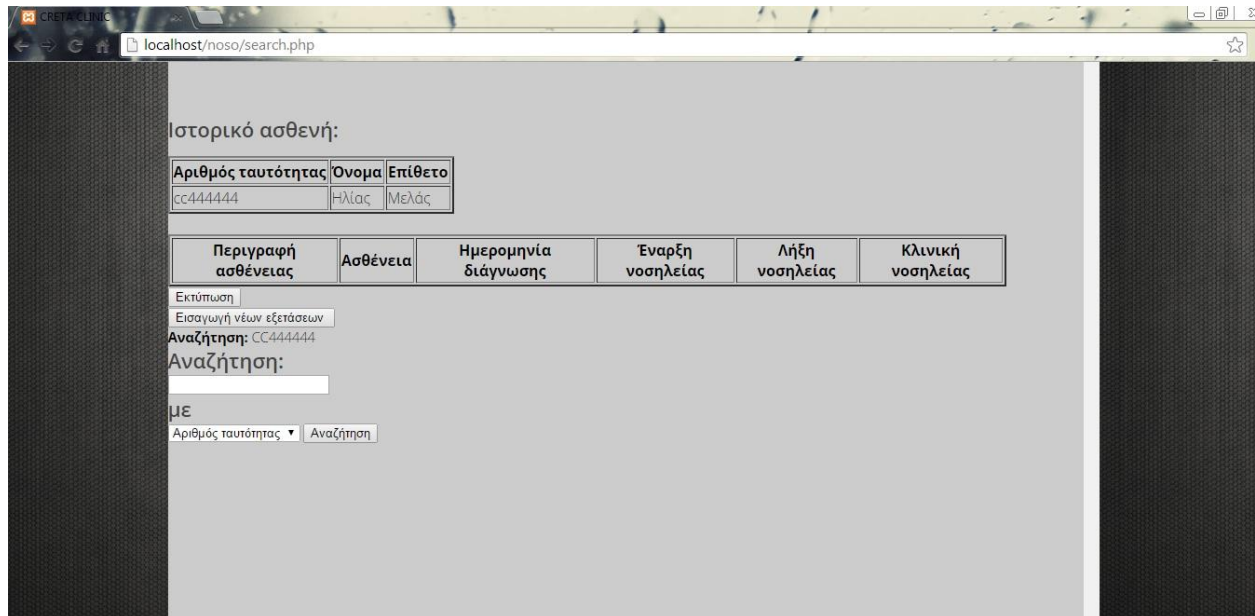 CRETA CLINIC
localhost/noso/search.php
Ιστορικό ασθενή:
Αριθμός ταυτότητας Όνομα Επίθετο
cc444444 Ηλίας Μελάς
Περιγραφή ασθένειας Ασθένεια Ημερομηνία διάγνωσης Έναρξη νοσηλείας Λήξη νοσηλείας Κλινική νοσηλείας
Εκτύπωση
Εισαγωγή νέων εξετάσεων
Αναζήτηση: CC444444
Αναζήτηση:
με
Αριθμός ταυτότητας Αναζήτηση